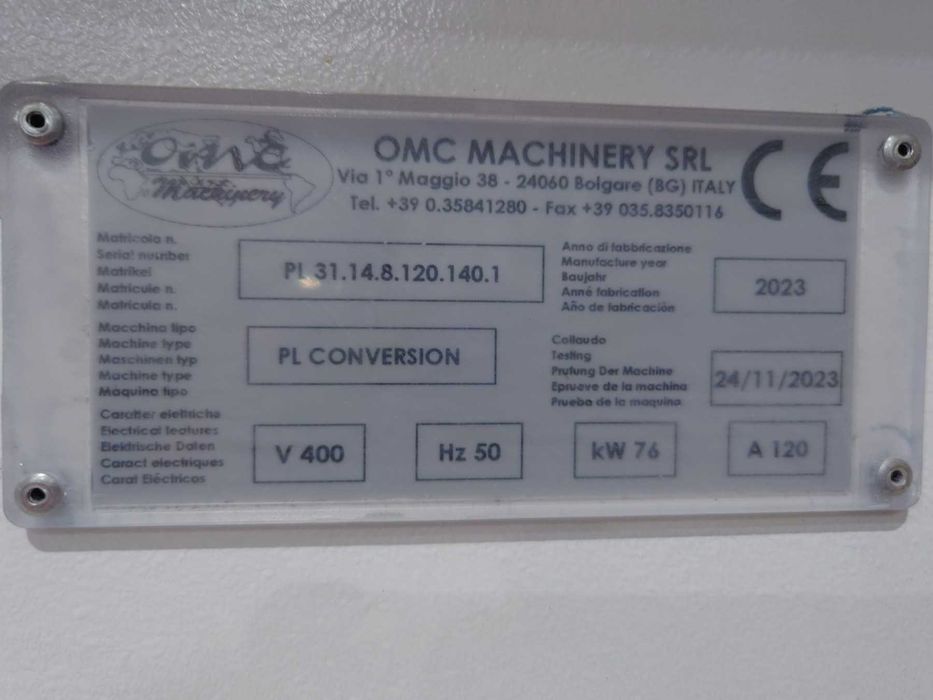 omc
Machinery
OMC MACHINERY SRL
Via 1° Maggio 38 - 24060 Bolgare (BG) ITALY
Tel. +39 0.35841280 - Fax +39 035.8350116
CE
Matricola n.
Serial number
Matrikel
Matricule n.
Matricula n.
PL 31.14.8.120.140.1
Anno di fabbricazione
Manufacture year
Baujahr
Anné fabrication
Año de fabricación
2023
Macchina tipo
Machine type
Maschinen typ
Machine type
Maquina tipo
PL CONVERSION
Collaudo
Testing
Prufung Der Machine
Eprueve de la machina
Prueba de la maquina
24/11/2023
Caratter elettriche
Electrical features
Elektrische Daten
Caract electriques
Carat Eléctricos
V 400
Hz 50
kW 76
A 120